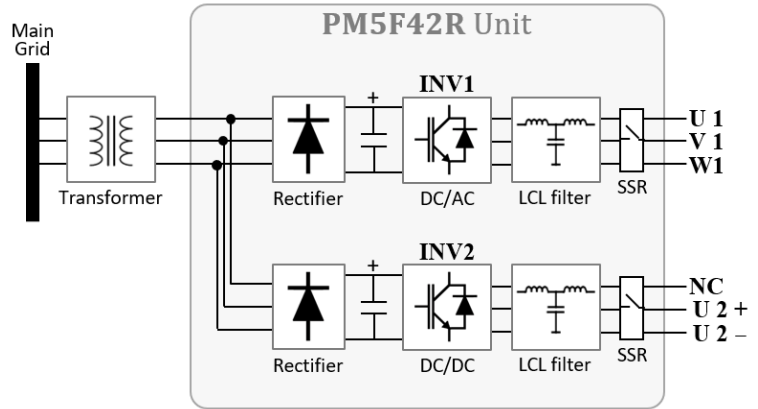 PM5F42R Unit
Main
Grid
Transformer
+
INV1
Rectifier
DC/AC
LCL filter
SSR
U 1
V 1
W1
+
INV2
Rectifier
DC/DC
LCL filter
SSR
NC
U 2 +
U 2 –